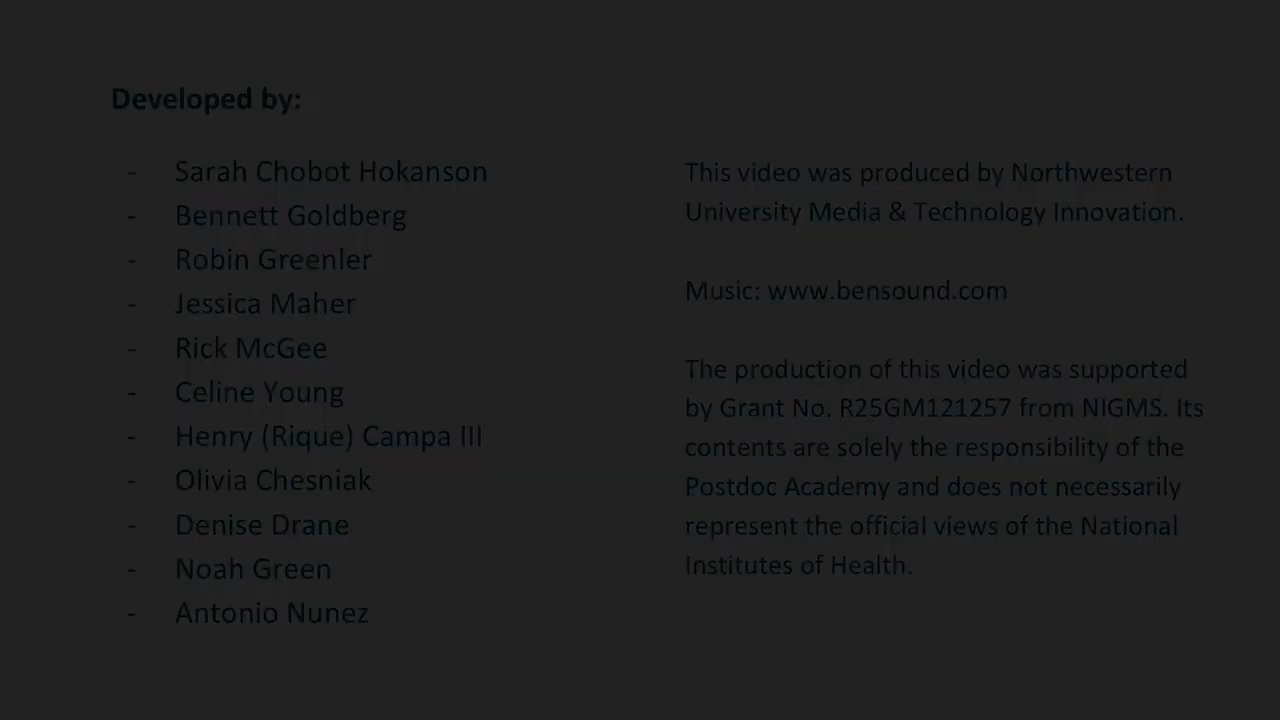 Developed by:
- Sarah Chobot Hokanson
- Bennett Goldberg
- Robin Greenler
- Jessica Maher
- Rick McGee
- Celine Young
- Henry (Rique) Campa III
- Olivia Chesniak
- Denise Drane
- Noah Green
- Antonio Nunez
This video was produced by Northwestern
University Media & Technology Innovation.
Music: www.bensound.com
The production of this video was supported
by Grant No. R25GM121257 from NIGMS. Its
contents are solely the responsibility of the
Postdoc Academy and does not necessarily
represent the official views of the National
Institutes of Health.